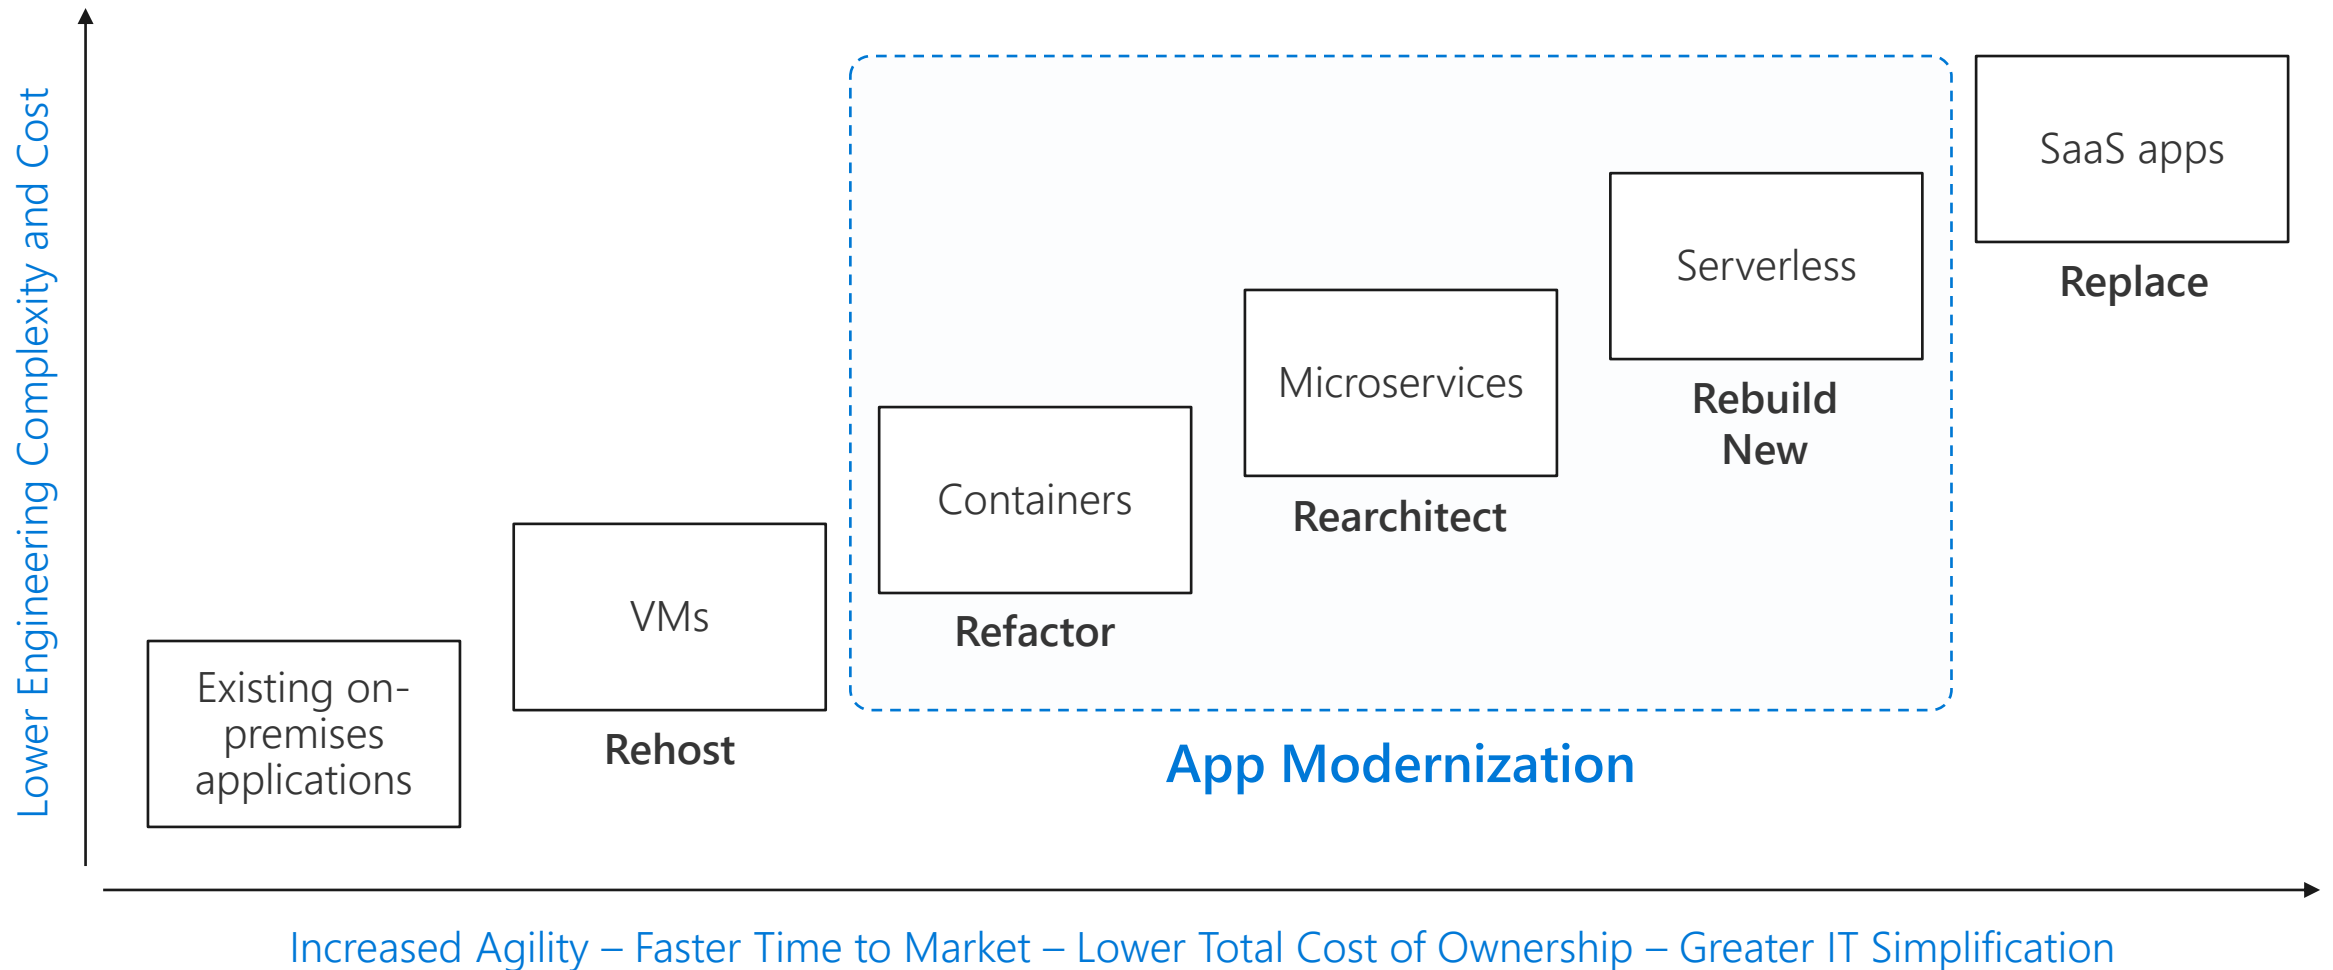 Lower Engineering Complexity and Cost
Existing on-
premises
applications
VMs
Rehost
Containers
Refactor
Microservices
Rearchitect
Serverless
Rebuild
New
SaaS apps
Replace
App Modernization
Increased Agility – Faster Time to Market – Lower Total Cost of Ownership – Greater IT Simplification